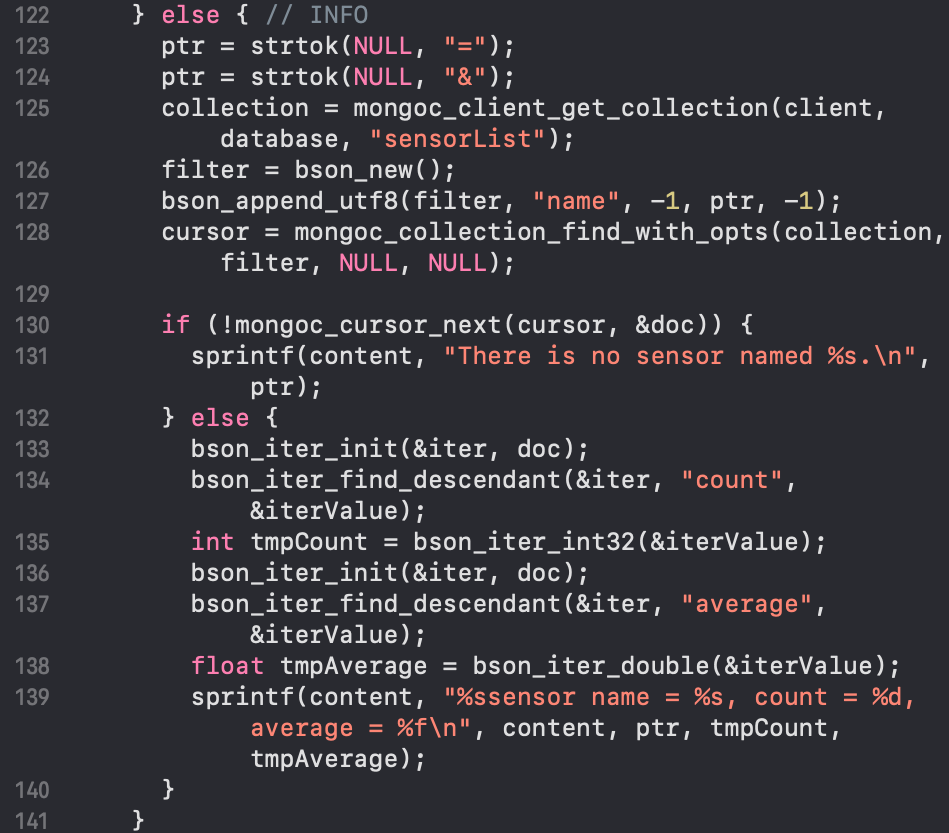 122 } else { // INFO
123 ptr = strtok(NULL, "=");
124 ptr = strtok(NULL, "&");
125 collection = mongoc_client_get_collection(client,
database, "sensorList");
126 filter = bson_new();
127 bson_append_utf8(filter, "name", -1, ptr, -1);
128 cursor = mongoc_collection_find_with_opts(collection,
filter, NULL, NULL);
129
130 if (!mongoc_cursor_next(cursor, &doc)) {
131 sprintf(content, "There is no sensor named %s.\n",
ptr);
132 } else {
133 bson_iter_init(&iter, doc);
134 bson_iter_find_descendant(&iter, "count",
&iterValue);
135 int tmpCount = bson_iter_int32(&iterValue);
136 bson_iter_init(&iter, doc);
137 bson_iter_find_descendant(&iter, "average",
&iterValue);
138 float tmpAverage = bson_iter_double(&iterValue);
139 sprintf(content, "%ssensor name = %s, count = %d,
average = %f\n", content, ptr, tmpCount,
tmpAverage);
140 }
141 }